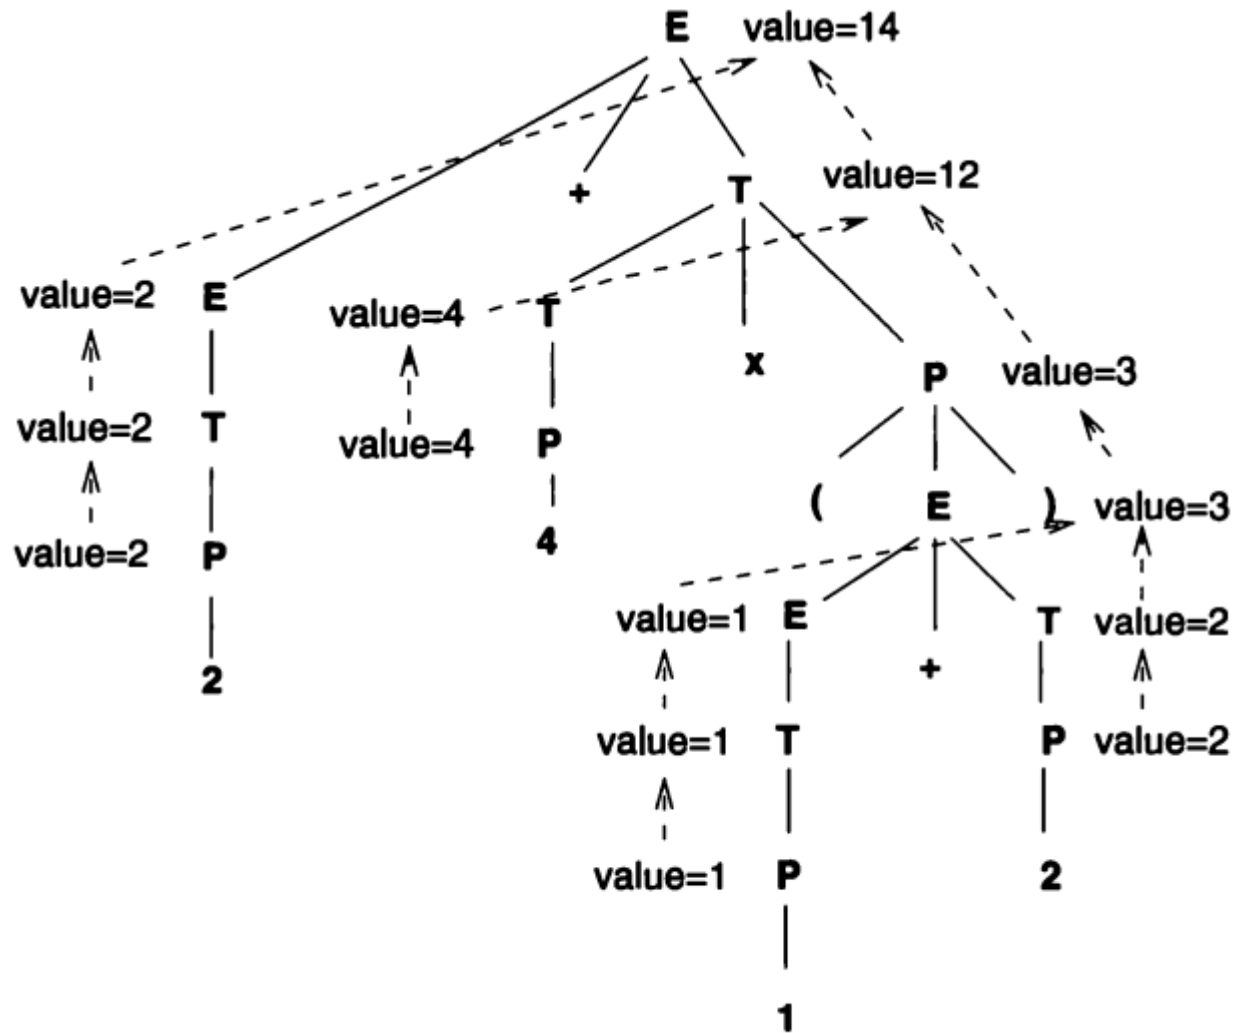 E value=14
+ T value=12
value=2 E value=4 T
x P value=3
value=2 T value=4 P
( E ) value=3
value=2 P 4
value=1 E + T value=2
2
value=1 T P value=2
value=1 P 2
1